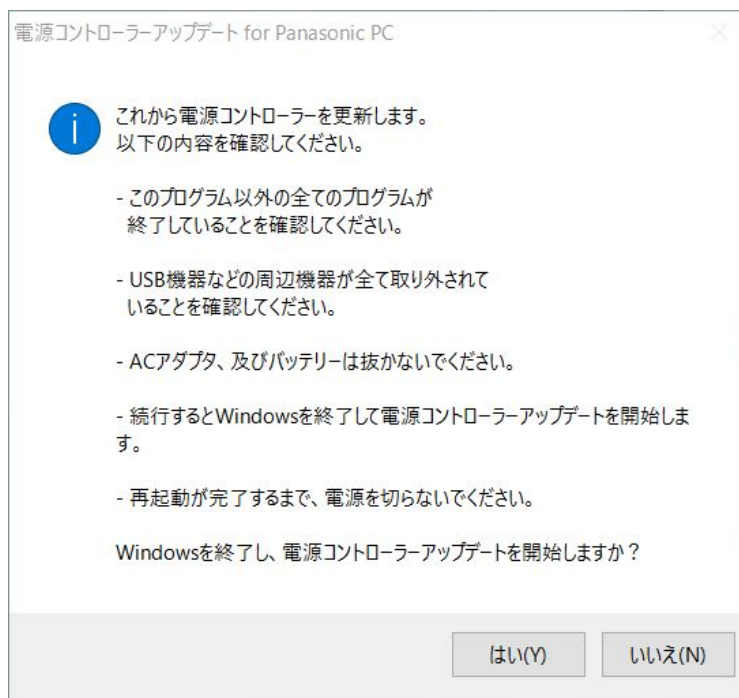 電源コントローラーアップデート for Panasonic PC
これから電源コントローラーを更新します。
以下の内容を確認してください。
- このプログラム以外の全てのプログラムが
終了していることを確認してください。
- USB機器などの周辺機器が全て取り外されて
いることを確認してください。
- ACアダプタ、及びバッテリーは抜かないでください。
- 続行するとWindowsを終了して電源コントローラーアップデートを開始しま
す。
- 再起動が完了するまで、電源を切らないでください。
Windowsを終了し、電源コントローラーアップデートを開始しますか？
はい(Y)
いいえ(N)